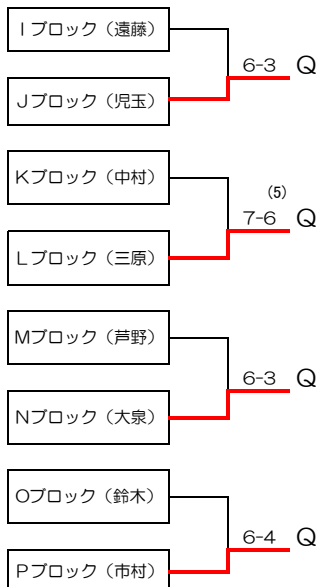 Iブロック（遠藤）
6-3 Q
Jブロック（児玉）
Kブロック（中村）
(5)
7-6 Q
Lブロック（三原）
Mブロック（芦野）
6-3 Q
Nブロック（大泉）
Oブロック（鈴木）
6-4 Q
Pブロック（市村）